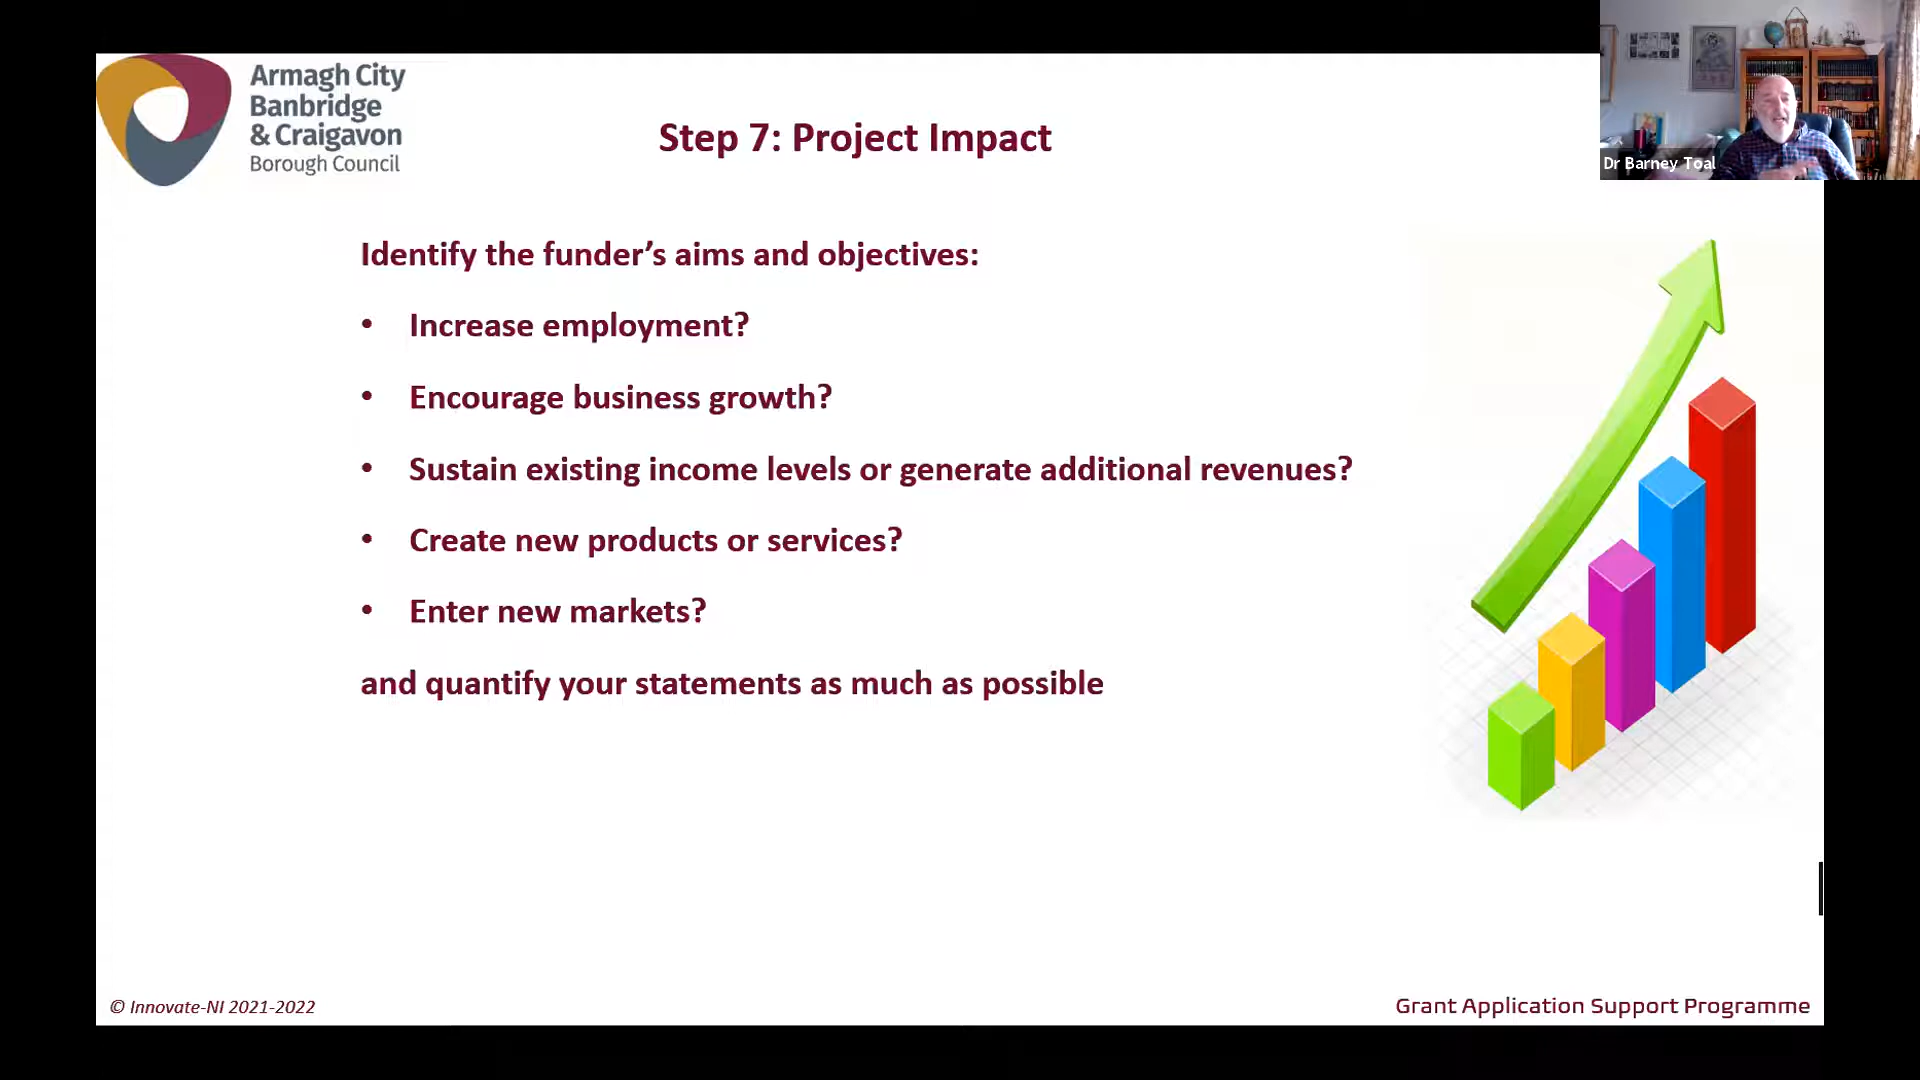 Armagh City
Banbridge
& Craigavon
Borough Council
Step 7: Project Impact
Dr Barney Toal
Identify the funder’s aims and objectives:
• Increase employment?
• Encourage business growth?
• Sustain existing income levels or generate additional revenues?
• Create new products or services?
• Enter new markets?
and quantify your statements as much as possible
© Innovate-NI 2021-2022
Grant Application Support Programme